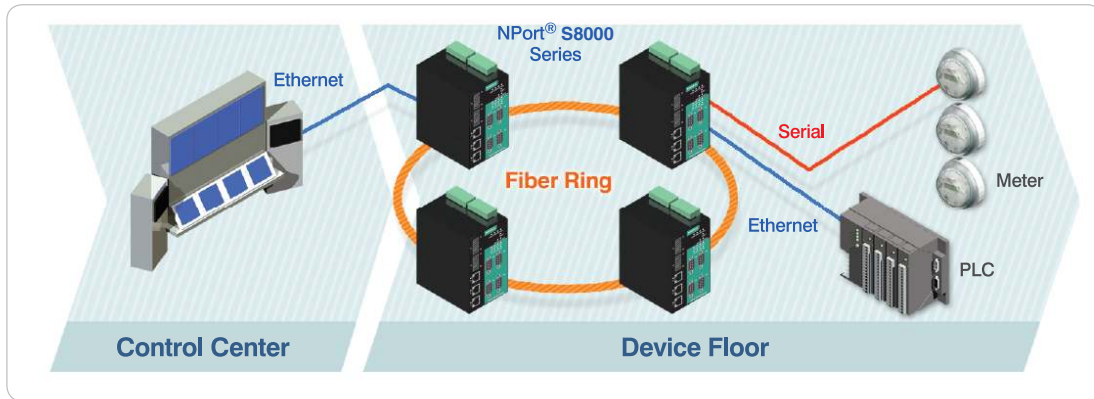 NPort® S8000
Series
Ethernet
Serial
Fiber Ring
Meter
Ethernet
PLC
Control Center
Device Floor